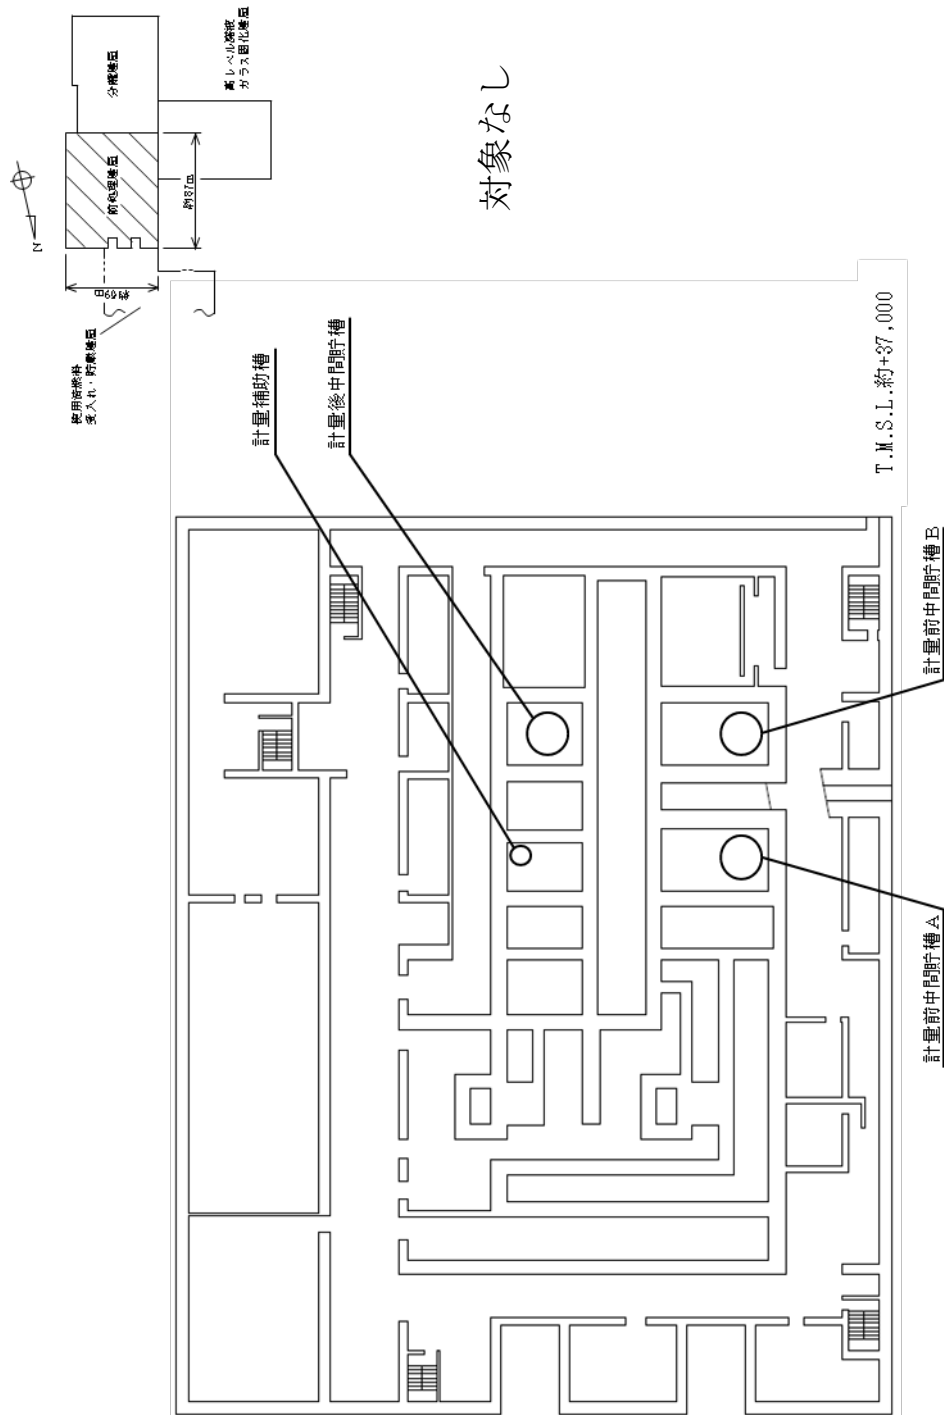 分離建屋
高レベル廃液
ガラス固化建屋
前処理建屋
約87m
約69m
N
使用済燃料
受入れ・貯蔵建屋
対象なし
計量補助槽
計量後中間貯槽
T.M.S.L.約+37,000
計量前中間貯槽B
計量前中間貯槽A